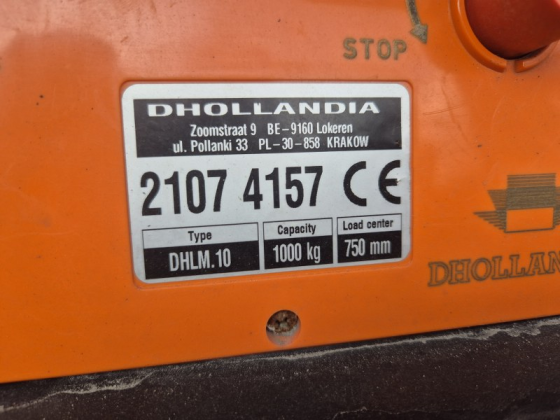 STOP
DHOLLANDIA
Zoomstraat 9 BE-9160 Lokeren
ul. Pollanki 33 PL-30-858 KRAKOW
2107 4157 CE
Type Capacity Load center
DHLM.10 1000 kg 750 mm
DHOLLAN